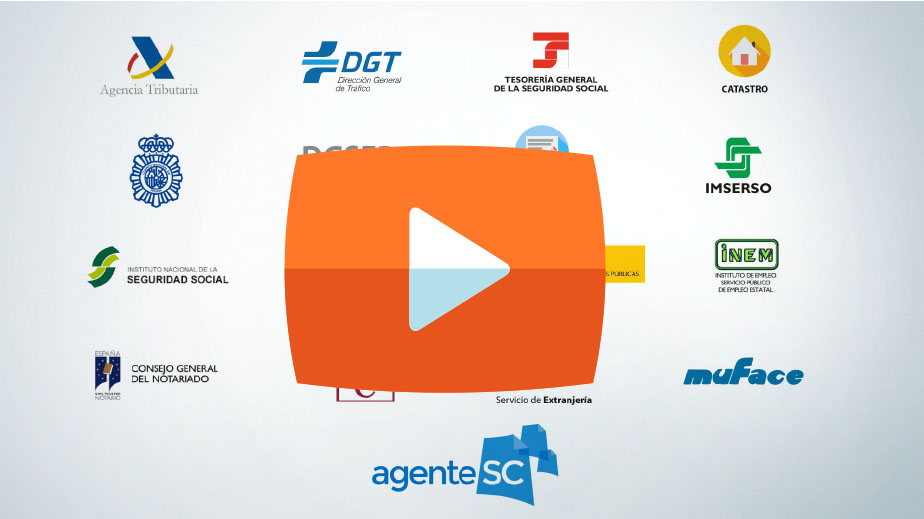 Agencia Tributaria
DGT
Dirección General
de Tráfico
TESORERÍA GENERAL
DE LA SEGURIDAD SOCIAL
CATASTRO
IMSERSO
INSTITUTO NACIONAL DE LA
SEGURIDAD SOCIAL
PÚBLICAS
iNEM
INSTITUTO DE EMPLEO
SERVICIO PÚBLICO
DE EMPLEO ESTATAL
ESPAÑA
NOTARIO
CONSEJO GENERAL
DEL NOTARIADO
muface
Servicio de Extranjería
agenteSC